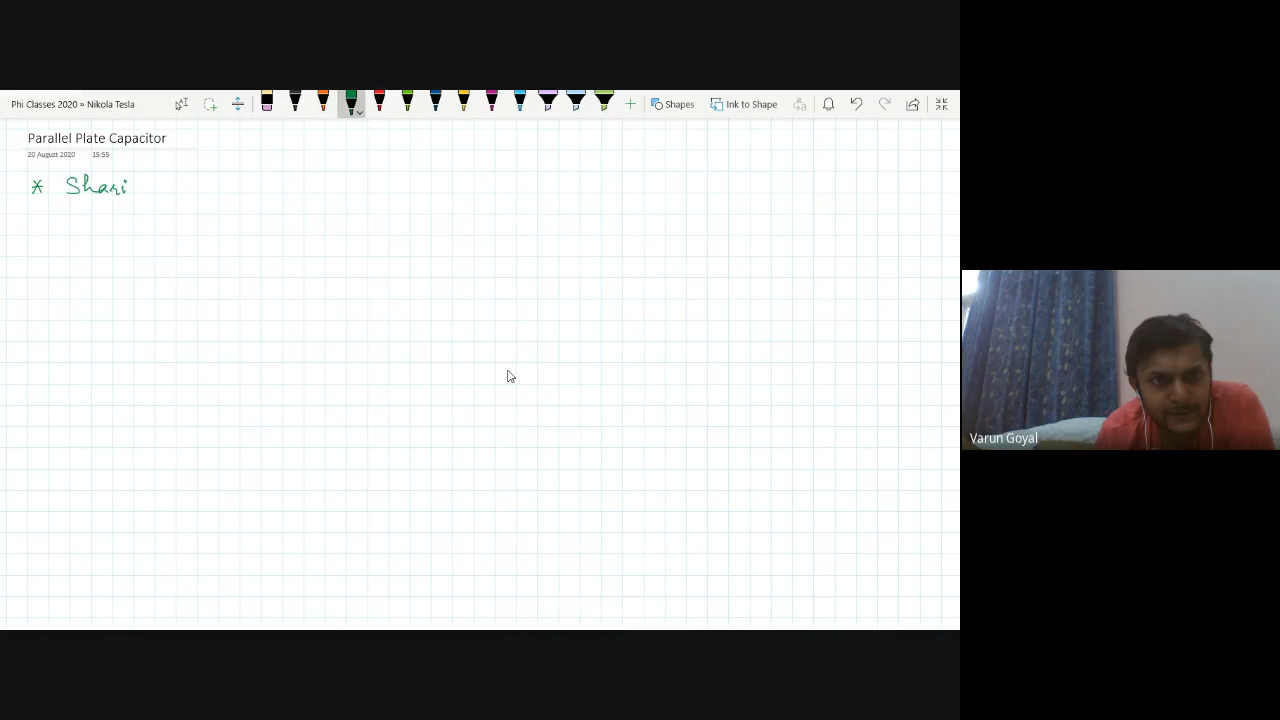 Phi Classes 2020 » Nikola Tesla
Shapes
Ink to Shape
Parallel Plate Capacitor
20 August 2020 15:55
* Shari
Varun Goyal